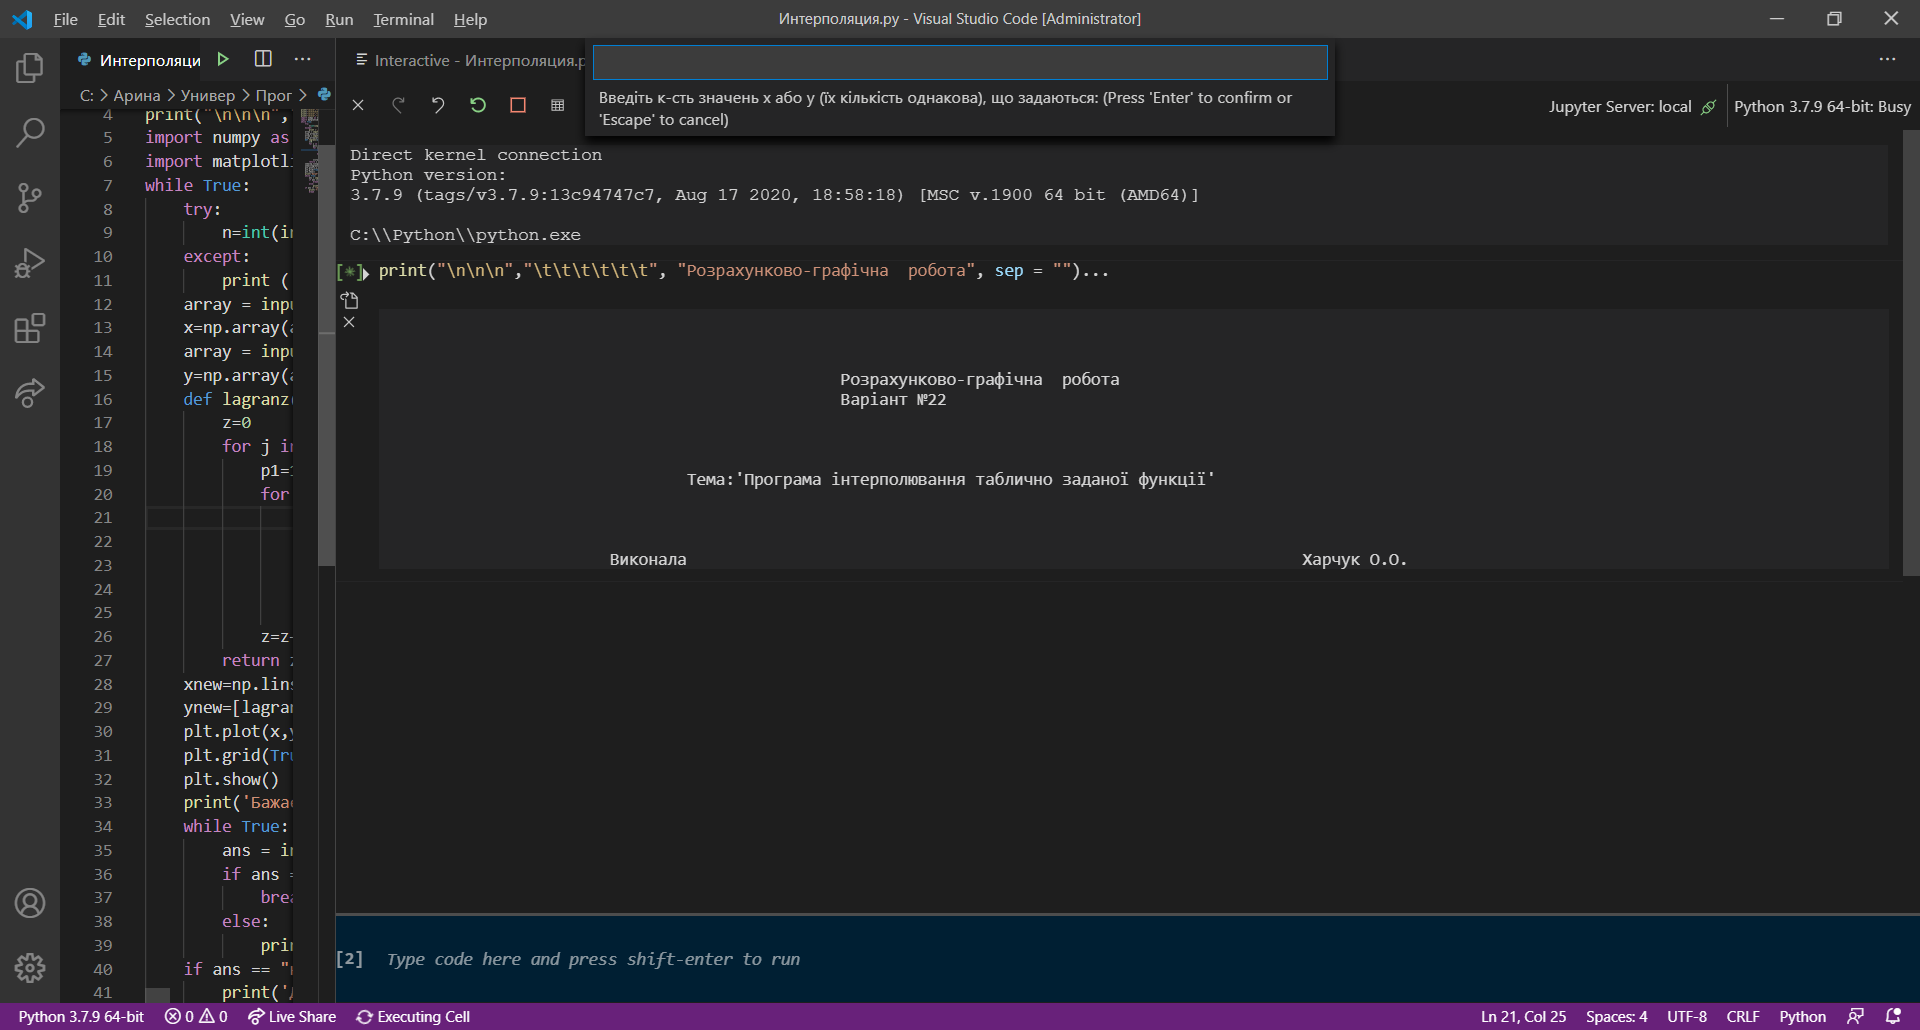 File Edit Selection View Go Run Terminal Help
Интерполяция.py - Visual Studio Code [Administrator]
Интерполяци
Interactive - Интерполяция.p
C: > Арина > Универ > Прог >
Введіть к-сть значень x або y (їх кількість однакова), що задаються: (Press 'Enter' to confirm or
'Escape' to cancel)
Jupyter Server: local
Python 3.7.9 64-bit: Busy
4 print("\n\n\n",
5 import numpy as
6 import matplotl
7 while True:
8 try:
9 n=int(i
10 except:
11 print (
12 array = inp
13 x=np.array(
14 array = inp
15 y=np.array(
16 def lagranz
17 z=0
18 for j i
19 p1=
20 for
21
22
23
24
25
26 z=z
27 return z
28 xnew=np.lin
29 ynew=[lagra
30 plt.plot(x,
31 plt.grid(Tr
32 plt.show()
33 print('Бажа
34 while True:
35 ans = i
36 if ans =
37 brea
38 else:
39 pri
40 if ans == "
41 print('
Direct kernel connection
Python version:
3.7.9 (tags/v3.7.9:13c94747c7, Aug 17 2020, 18:58:18) [MSC v.1900 64 bit (AMD64)]
C:\\Python\\python.exe
[*] print("\n\n\n","\t\t\t\t\t\t", "Розрахунково-графічна  робота", sep = "")...
Розрахунково-графічна  робота
Варіант №22
Тема:'Програма інтерполювання таблично заданої функції'
Виконала Харчук О.О.
[2] Type code here and press shift-enter to run
Python 3.7.9 64-bit 0 0 Live Share Executing Cell
Ln 21, Col 25 Spaces: 4 UTF-8 CRLF Python